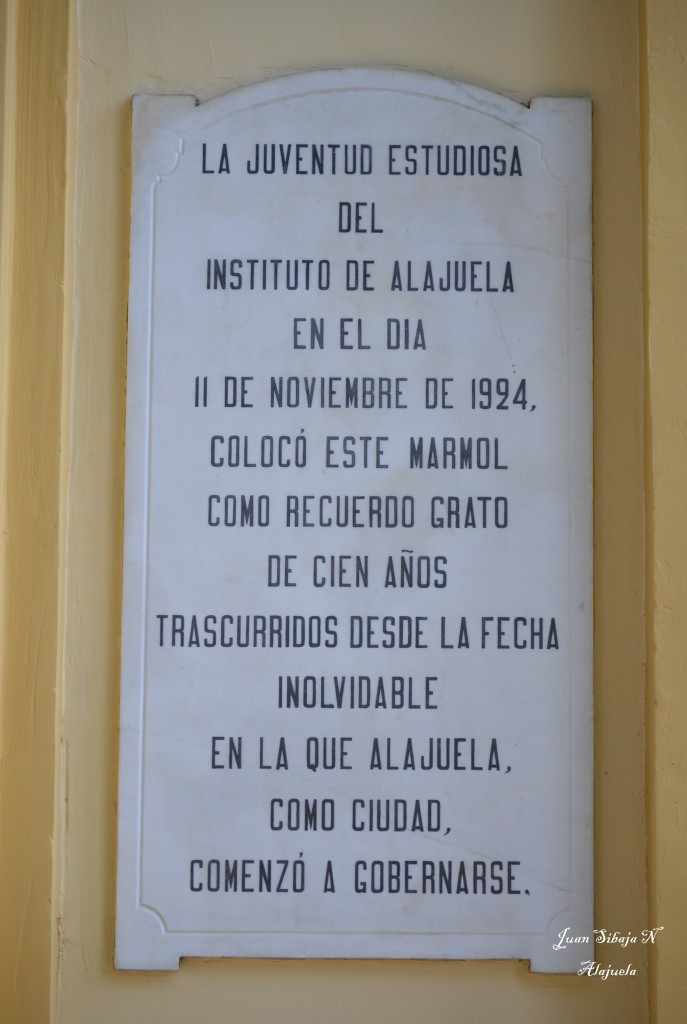 LA JUVENTUD ESTUDIOSA
DEL
INSTITUTO DE ALAJUELA
EN EL DIA
11 DE NOVIEMBRE DE 1924,
COLOCÓ ESTE MARMOL
COMO RECUERDO GRATO
DE CIEN AÑOS
TRASCURRIDOS DESDE LA FECHA
INOLVIDABLE
EN LA QUE ALAJUELA,
COMO CIUDAD,
COMENZÓ A GOBERNARSE.
Juan Sibaja N
Alajuela